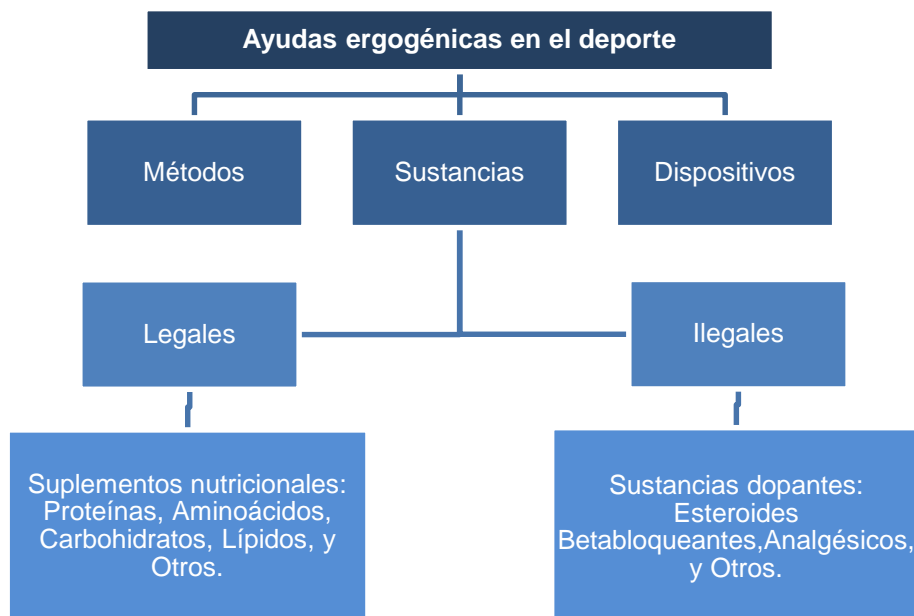 Ayudas ergogénicas en el deporte
Métodos
Sustancias
Dispositivos
Legales
Ilegales
Suplementos nutricionales:
Proteínas, Aminoácidos,
Carbohidratos, Lípidos, y
Otros.
Sustancias dopantes:
Esteroides
Betabloqueantes,Analgésicos,
y Otros.